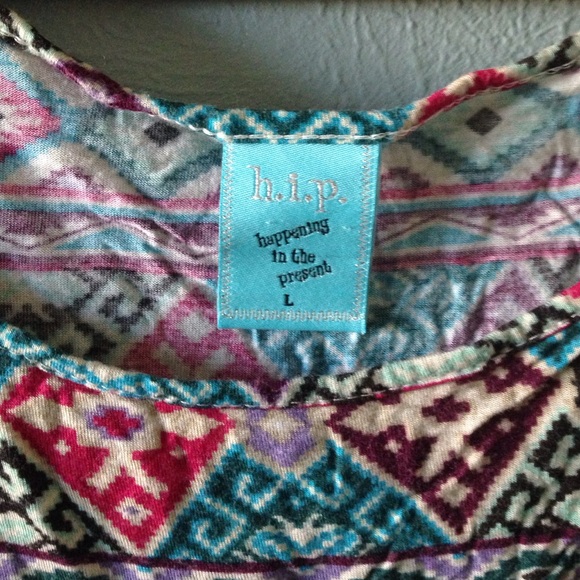 h.i.p.
happening
in the
present
L